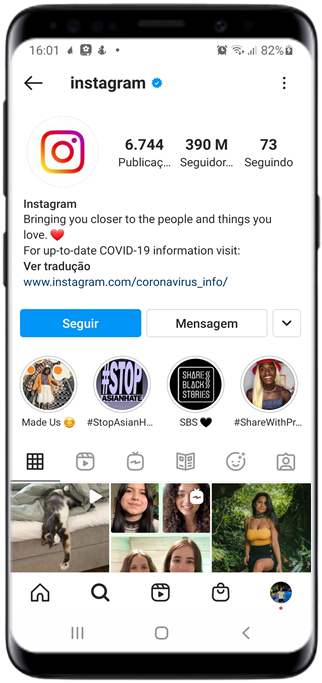 16:01
82%
instagram
6.744 390 M 73
Publicaç... Seguidor... Seguindo
Instagram
Bringing you closer to the people and things you
love. ❤️
For up-to-date COVID-19 information visit:
Ver tradução
www.instagram.com/coronavirus_info/
Seguir Mensagem
#STOP
ASIANHATE
SHARE
BLACK
STORIES
Made Us 😊 #StopAsianH... SBS 🖤 #ShareWithPr...